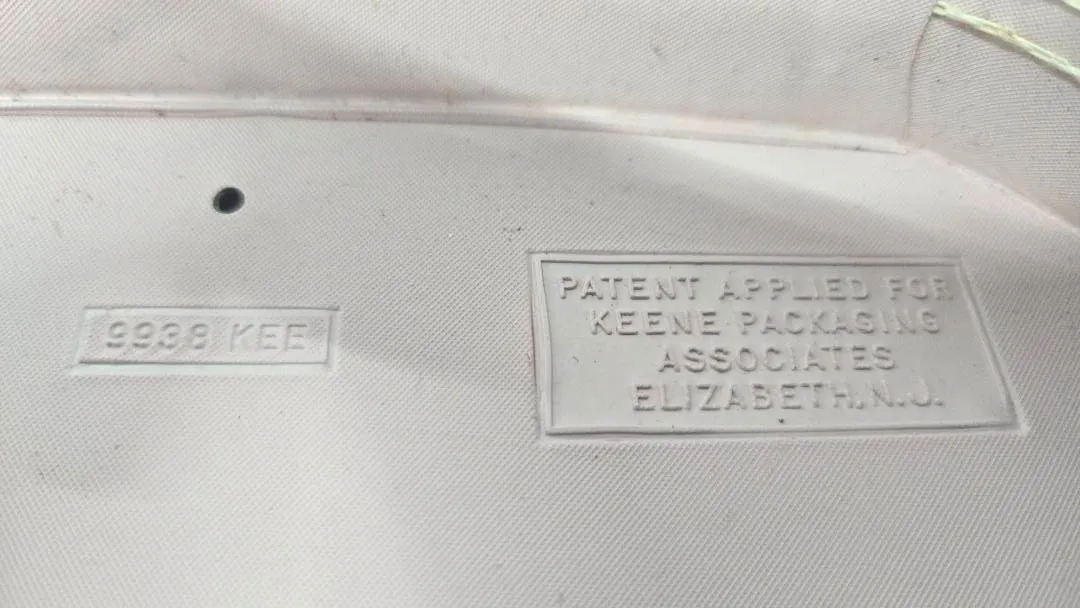 9938 KEE
PATENT APPLIED FOR
KEENE PACKAGING
ASSOCIATES
ELIZABETH, N.J.